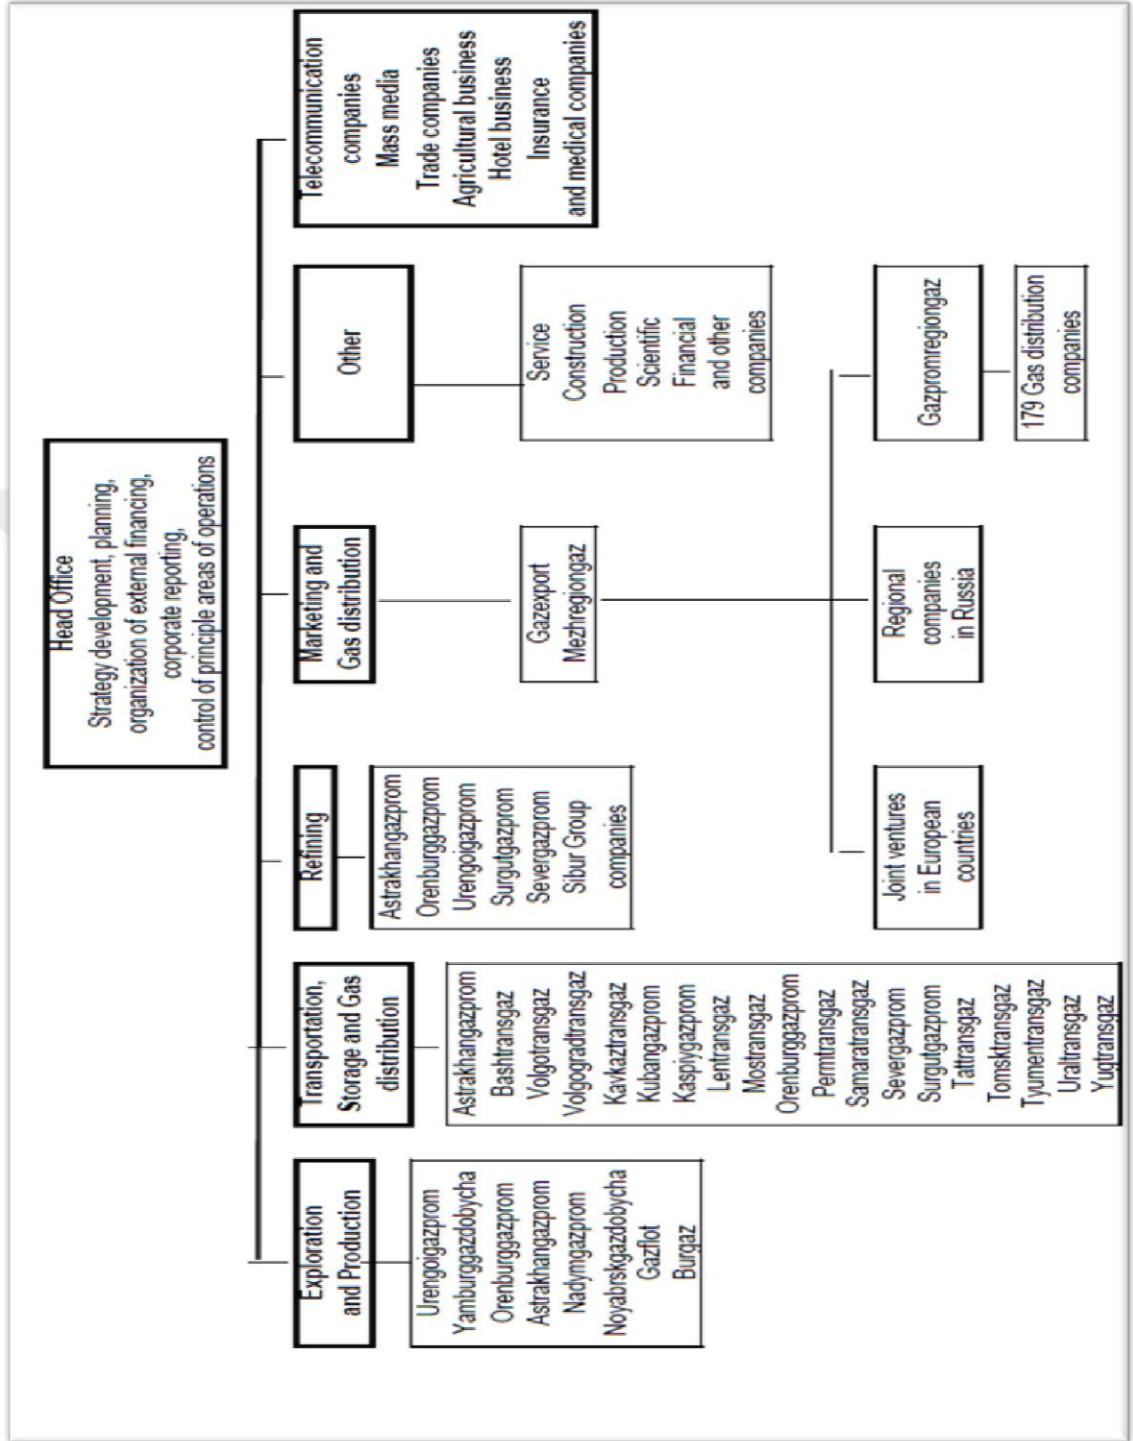 Head Office
Strategy development, planning,
organization of external financing,
corporate reporting,
control of principle areas of operations
Exploration
and Production
Urengoigazprom
Yamburggazdobycha
Orenburggazprom
Astrakhangazprom
Nadymgazprom
Noyabrskgazdobycha
Gazflot
Burgaz
Transportation,
Storage and Gas
distribution
Astrakhangazprom
Bashtransgaz
Volgotransgaz
Volgogradtransgaz
Kavkaztransgaz
Kubangazprom
Kaspiygazprom
Lentransgaz
Mostransgaz
Orenburggazprom
Permtransgaz
Samaratransgaz
Severgazprom
Surgutgazprom
Tattransgaz
Tomsktransgaz
Tyumentransgaz
Uraltransgaz
Yugtransgaz
Refining
Astrakhangazprom
Orenburggazprom
Urengoigazprom
Surgutgazprom
Severgazprom
Sibur Group
companies
Marketing and
Gas distribution
Gazexport
Mezhregiongaz
Joint ventures
in European
countries
Regional
companies
in Russia
Gazpromregiongaz
179 Gas distribution
companies
Other
Service
Construction
Production
Scientific
Financial
and other
companies
Telecommunication
companies
Mass media
Trade companies
Agricultural business
Hotel business
Insurance
and medical companies